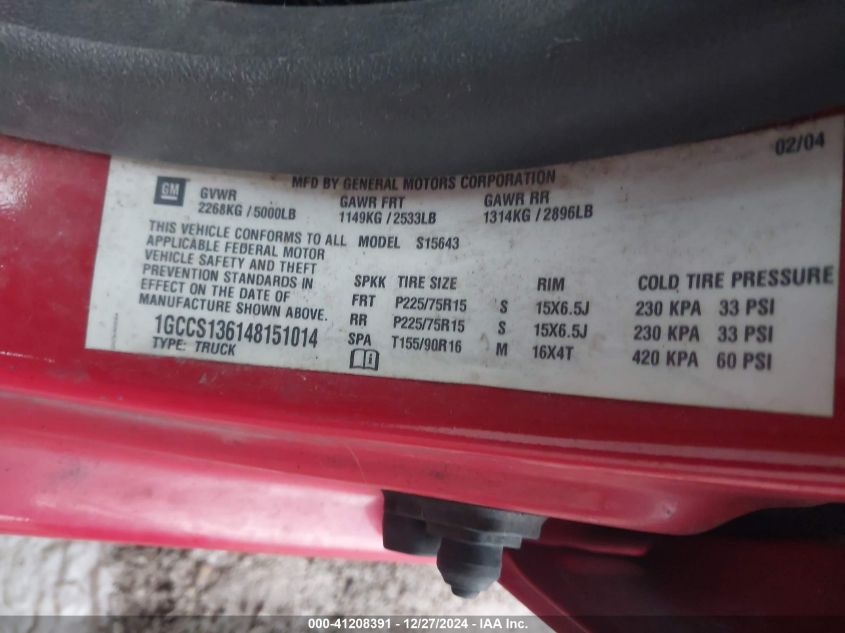 02/04
MFD BY GENERAL MOTORS CORPORATION
GM GVWR GAWR FRT GAWR RR
2268KG / 5000LB 1149KG / 2533LB 1314KG / 2896LB
THIS VEHICLE CONFORMS TO ALL MODEL S15643
APPLICABLE FEDERAL MOTOR
VEHICLE SAFETY AND THEFT
PREVENTION STANDARDS IN
EFFECT ON THE DATE OF
MANUFACTURE SHOWN ABOVE.
1GCCS136148151014
TYPE: TRUCK
SPKK TIRE SIZE RIM COLD TIRE PRESSURE
FRT P225/75R15 S 15X6.5J 230 KPA 33 PSI
RR P225/75R15 S 15X6.5J 230 KPA 33 PSI
SPA T155/90R16 M 16X4T 420 KPA 60 PSI
000-41208391 - 12/27/2024 - IAA Inc.